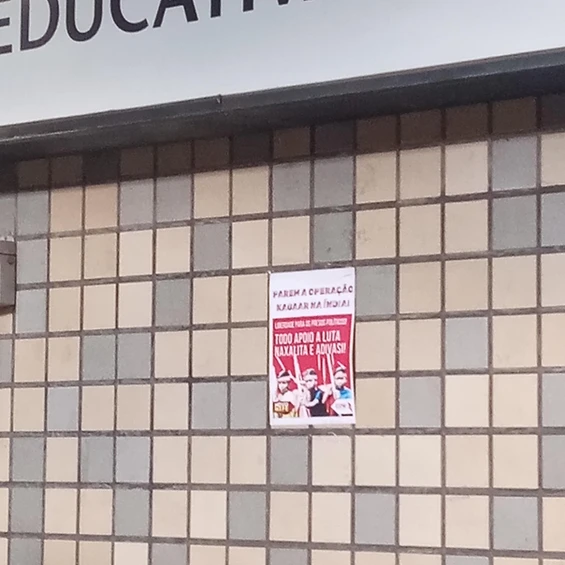 EDUCATIV
PAREM A OPERAÇÃO
KAGAAR NA ÍNDIA!
LIBERDADE PARA OS PRESOS POLÍTICOS!
TODO APOIO A LUTA
NAXALITA E ADIVASI!